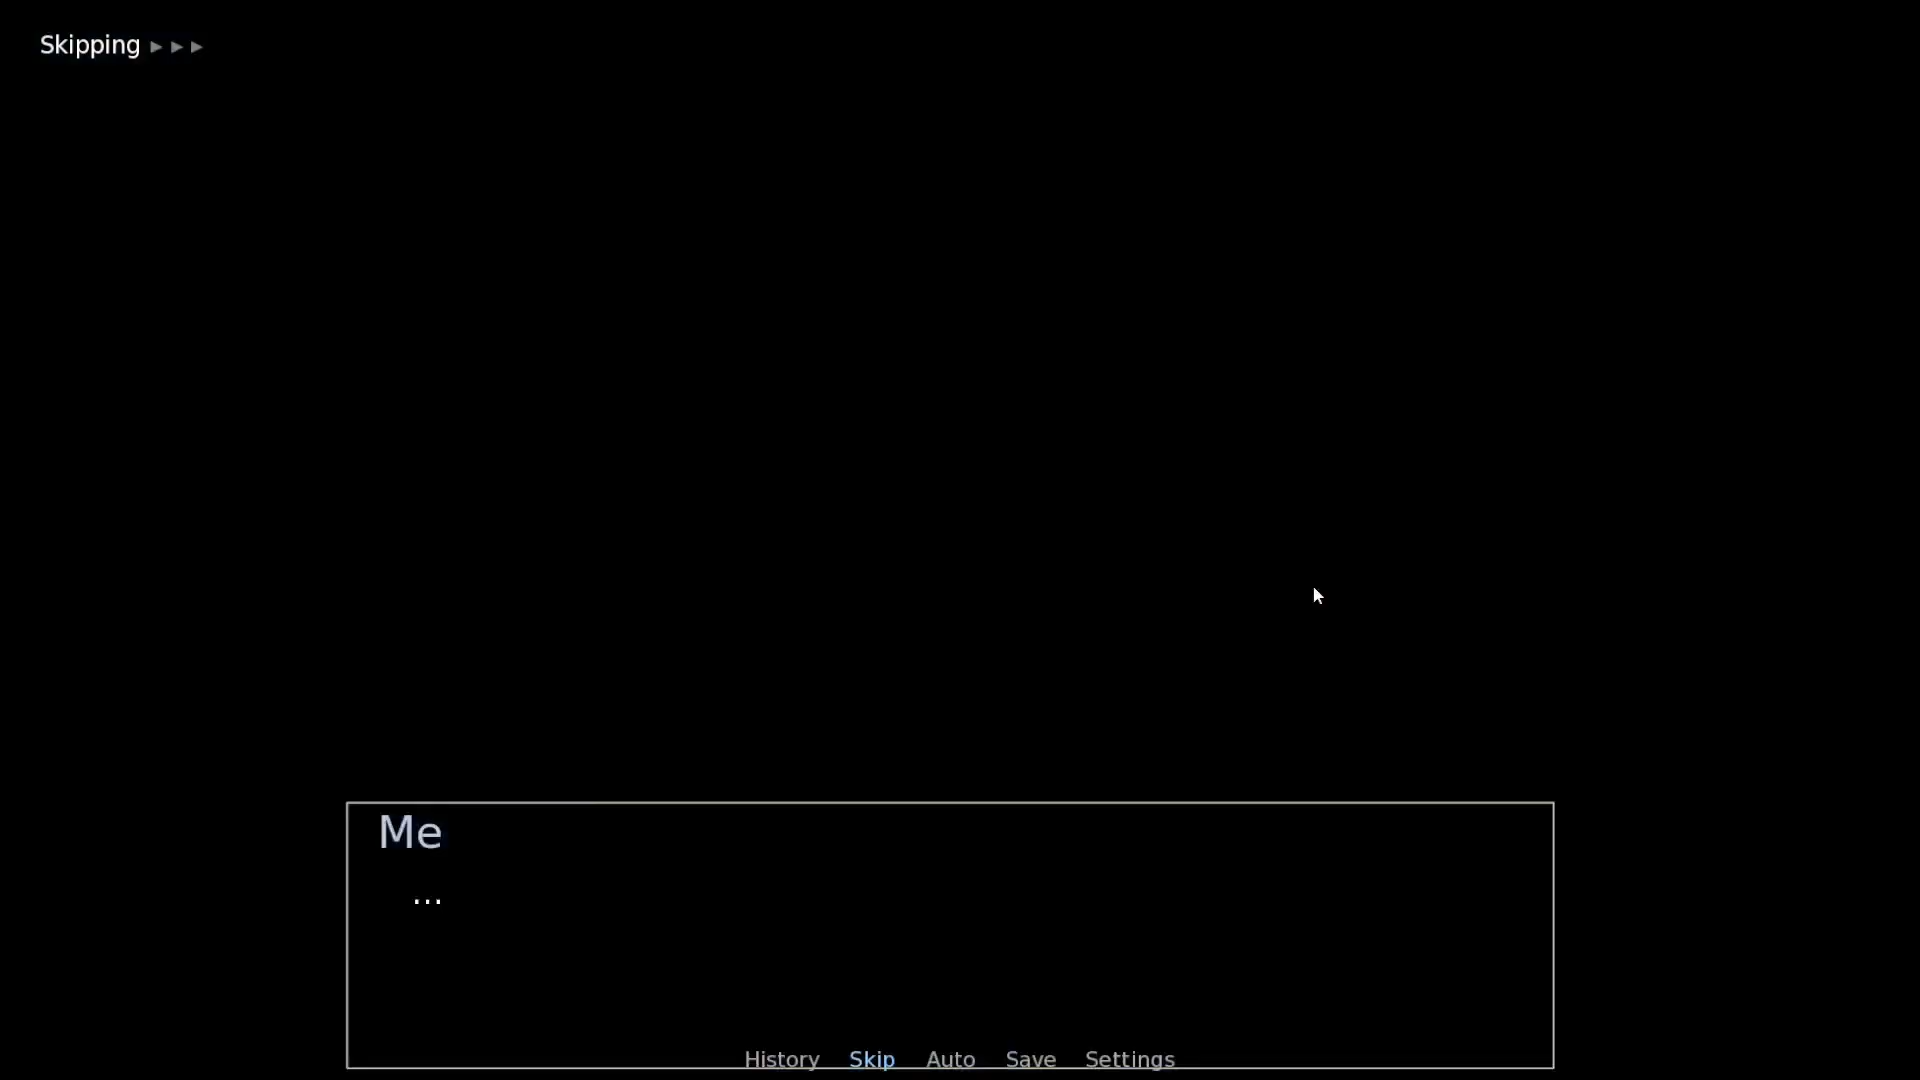 Skipping ▸ ▸ ▸
Me
...
History Skip Auto Save Settings